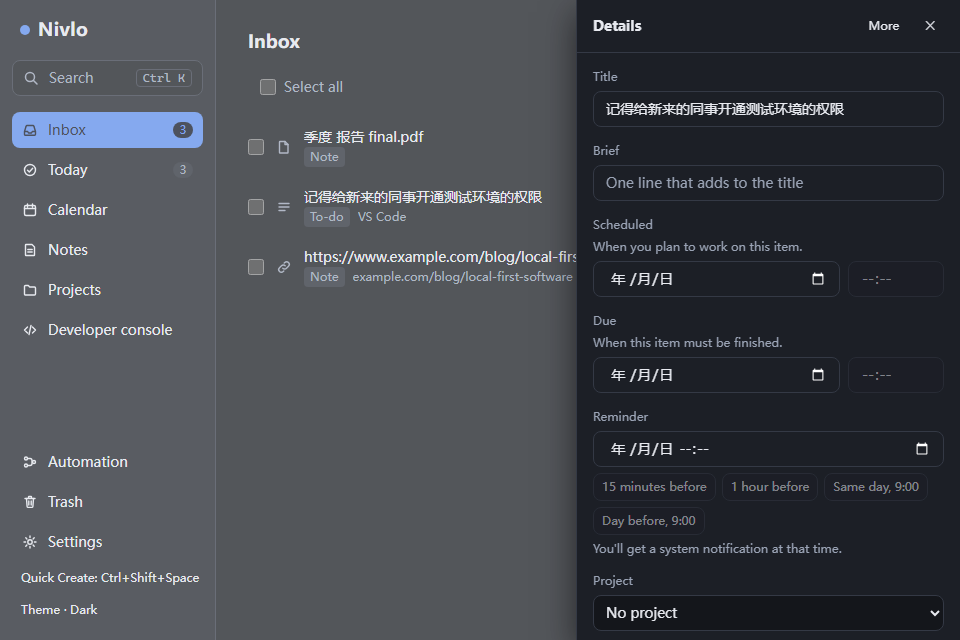 Nivlo
Search
Ctrl K
Inbox
3
Today
3
Calendar
Notes
Projects
Developer console
Automation
Trash
Settings
Quick Create: Ctrl+Shift+Space
Theme · Dark
Inbox
Select all
季度 报告 final.pdf
Note
记得给新来的同事开通测试环境的权限
To-do VS Code
https://www.example.com/blog/local-firs
Note example.com/blog/local-first-software
Details
More
Title
记得给新来的同事开通测试环境的权限
Brief
One line that adds to the title
Scheduled
When you plan to work on this item.
年 /月/日
--:--
Due
When this item must be finished.
年 /月/日
--:--
Reminder
年 /月/日 --:--
15 minutes before
1 hour before
Same day, 9:00
Day before, 9:00
You'll get a system notification at that time.
Project
No project